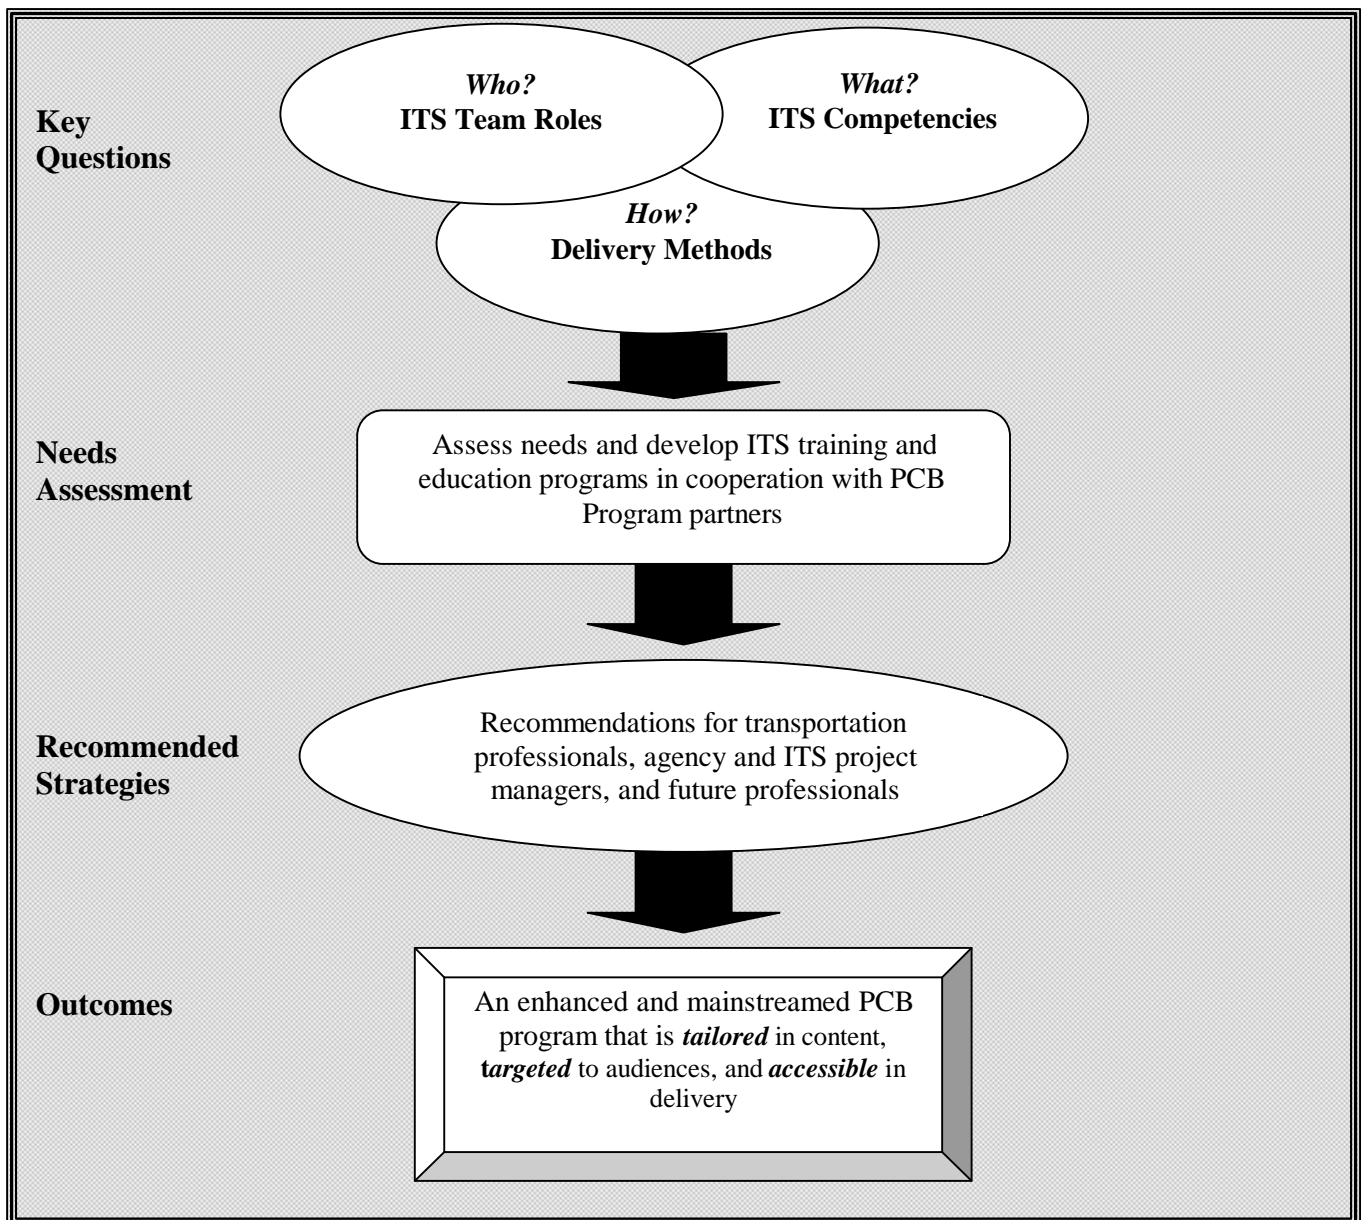 Key
Questions
Who?
ITS Team Roles
What?
ITS Competencies
How?
Delivery Methods
Needs
Assessment
Assess needs and develop ITS training and
education programs in cooperation with PCB
Program partners
Recommended
Strategies
Recommendations for transportation
professionals, agency and ITS project
managers, and future professionals
Outcomes
An enhanced and mainstreamed PCB
program that is tailored in content,
targeted to audiences, and accessible in
delivery